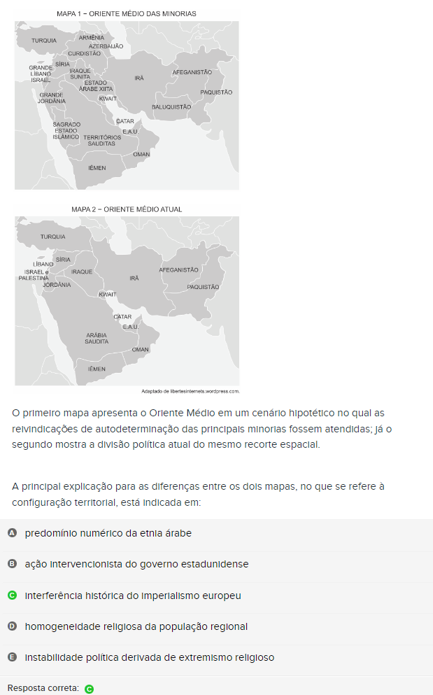 MAPA 1 – ORIENTE MÉDIO DAS MINORIAS
TURQUIA
ARMÊNIA
AZERBAIJÃO
CURDISTÃO
SÍRIA
GRANDE
LÍBANO
ISRAEL
IRAQUE
SUNITA
ESTADO
ÁRABE XIITA
IRÃ
AFEGANISTÃO
PAQUISTÃO
GRANDE
JORDÂNIA
KWAIT
BALUQUISTÃO
SAGRADO
ESTADO
ISLÂMICO
CATAR
E.A.U.
TERRITÓRIOS
SAUDITAS
OMAN
IÊMEN
MAPA 2 – ORIENTE MÉDIO ATUAL
TURQUIA
LÍBANO
SÍRIA
ISRAEL e
PALESTINA
IRAQUE
IRÃ
AFEGANISTÃO
JORDÂNIA
PAQUISTÃO
KWAIT
CATAR
E.A.U.
ARÁBIA
SAUDITA
OMAN
IÊMEN
Adaptado de libertesinternets.wordpress.com.
O primeiro mapa apresenta o Oriente Médio em um cenário hipotético no qual as
reivindicações de autodeterminação das principais minorias fossem atendidas; já o
segundo mostra a divisão política atual do mesmo recorte espacial.
A principal explicação para as diferenças entre os dois mapas, no que se refere à
configuração territorial, está indicada em:
A predomínio numérico da etnia árabe
B ação intervencionista do governo estadunidense
C interferência histórica do imperialismo europeu
D homogeneidade religiosa da população regional
E instabilidade política derivada de extremismo religioso
Resposta correta: C